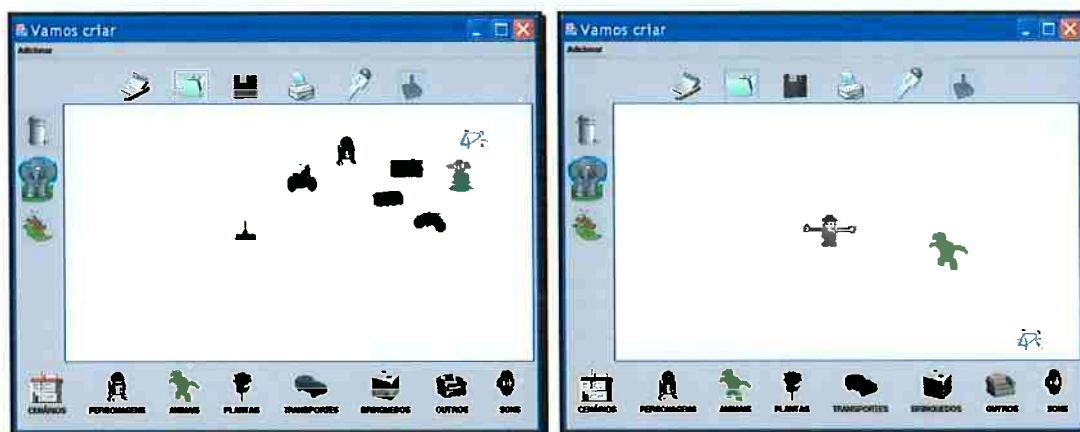 Vamos criar
Adicionar
CENÁRIOS PERSONAGENS ANIMAIS PLANTAS TRANSPORTES BRINQUEDOS OUTROS SONS
Vamos criar
Adicionar
CENÁRIOS PERSONAGENS ANIMAIS PLANTAS TRANSPORTES BRINQUEDOS OUTROS SONS